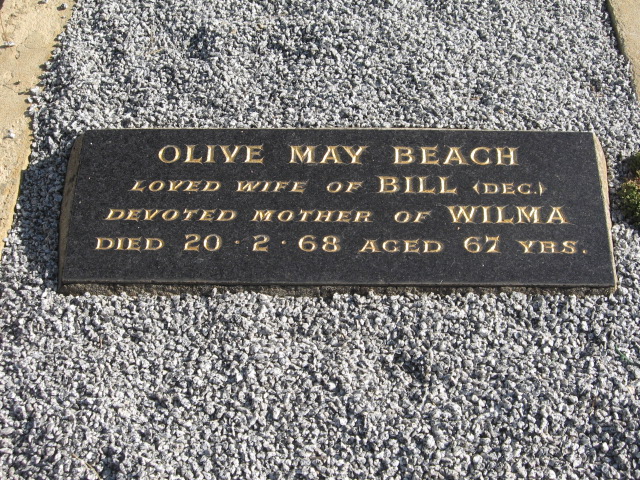 OLIVE MAY BEACH
LOVED WIFE OF BILL (DEC.)
DEVOTED MOTHER OF WILMA
DIED 20·2·68 AGED 67 YRS.